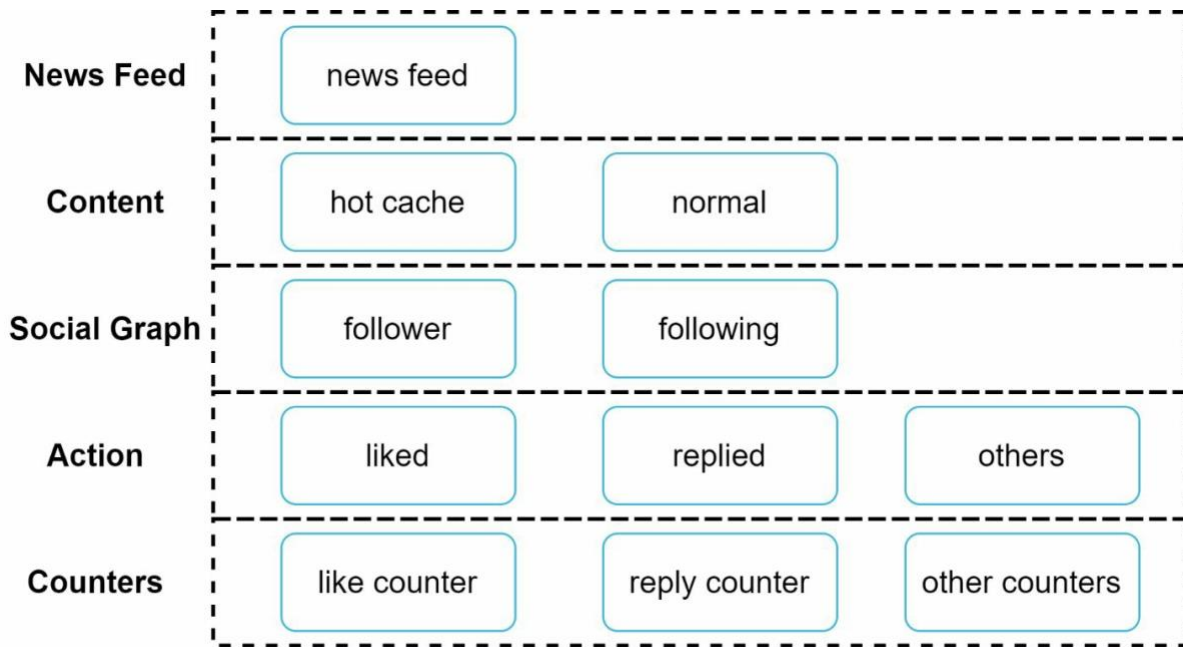 News Feed
news feed
Content
hot cache
normal
Social Graph
follower
following
Action
liked
replied
others
Counters
like counter
reply counter
other counters